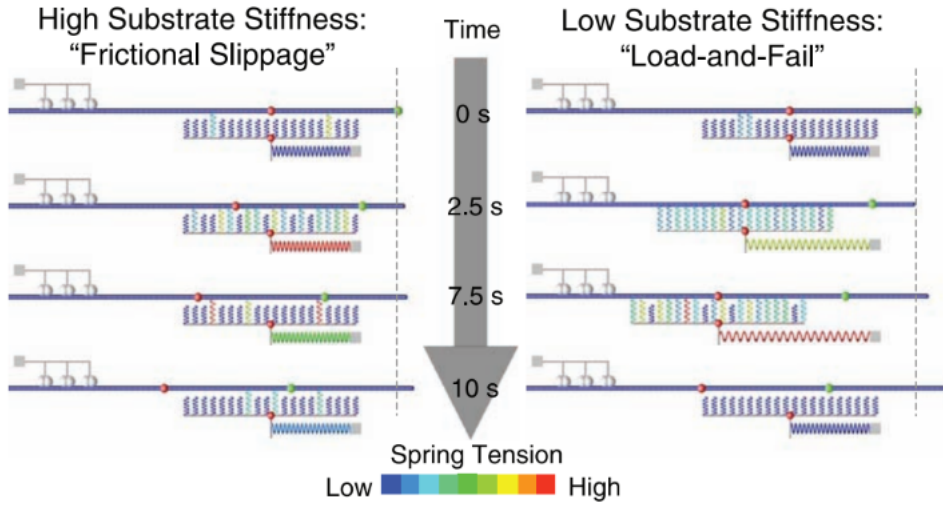 High Substrate Stiffness:
“Frictional Slippage”
Time
Low Substrate Stiffness:
“Load-and-Fail”
0 s
2.5 s
7.5 s
10 s
Spring Tension
Low
High